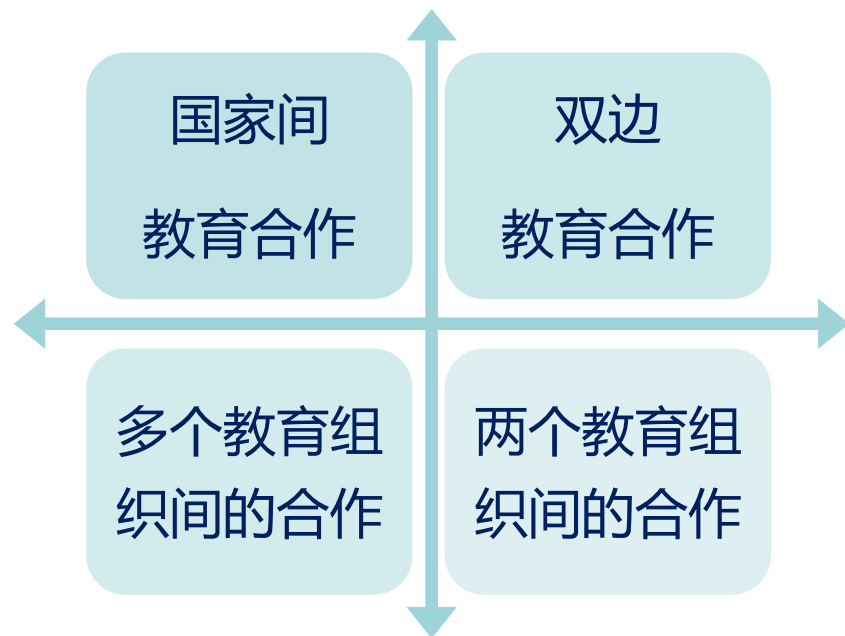 国家间
教育合作
双边
教育合作
多个教育组
织间的合作
两个教育组
织间的合作